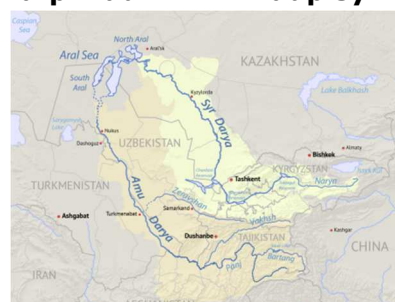 Caspian
Sea
North Aral
Aral'sk
Aral Sea
KAZAKHSTAN
South
Aral
Kyzylorda
Lake Balkhash
Syr Darya
Nukus
Dashoguz
UZBEKISTAN
Tashkent
Bishkek
Almaty
KYRGYZSTAN
Naryn
TURKMENISTAN
Amu
Darya
Zeravshan
Samarkand
Turkmenabat
Vakhsh
Ashgabat
Dushanbe
Kashgar
TAJIKISTAN
CHINA
Panj
Bartang
IRAN